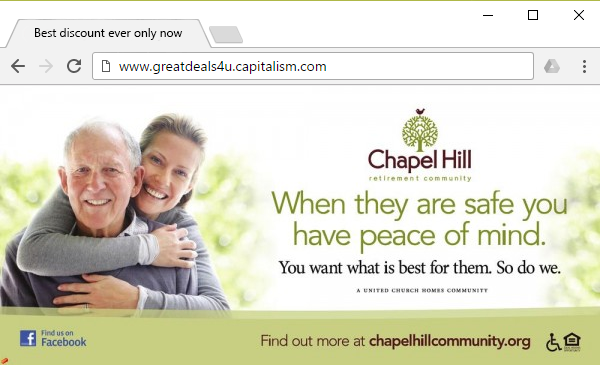 Best discount ever only now
www.greatdeals4u.capitalism.com
Chapel Hill
retirement community
When they are safe you
have peace of mind.
You want what is best for them. So do we.
A UNITED CHURCH HOMES COMMUNITY
Find us on
Facebook
Find out more at chapelhillcommunity.org